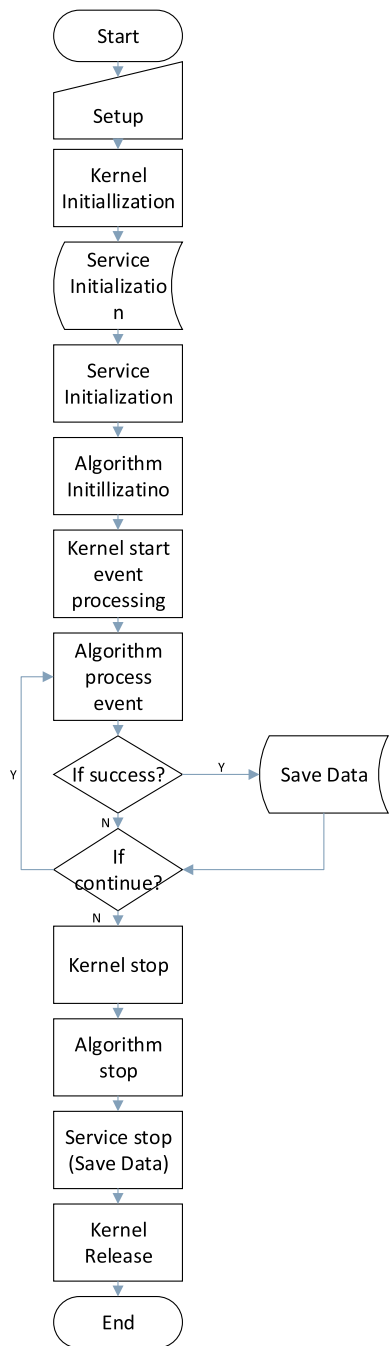 Start
Setup
Kernel
Initiallization
Service
Initializatio
n
Service
Initialization
Algorithm
Initillizatino
Kernel start
event
processing
Algorithm
process
event
If success?
Y
Save Data
Y
N
If
continue?
N
Kernel stop
Algorithm
stop
Service stop
(Save Data)
Kernel
Release
End